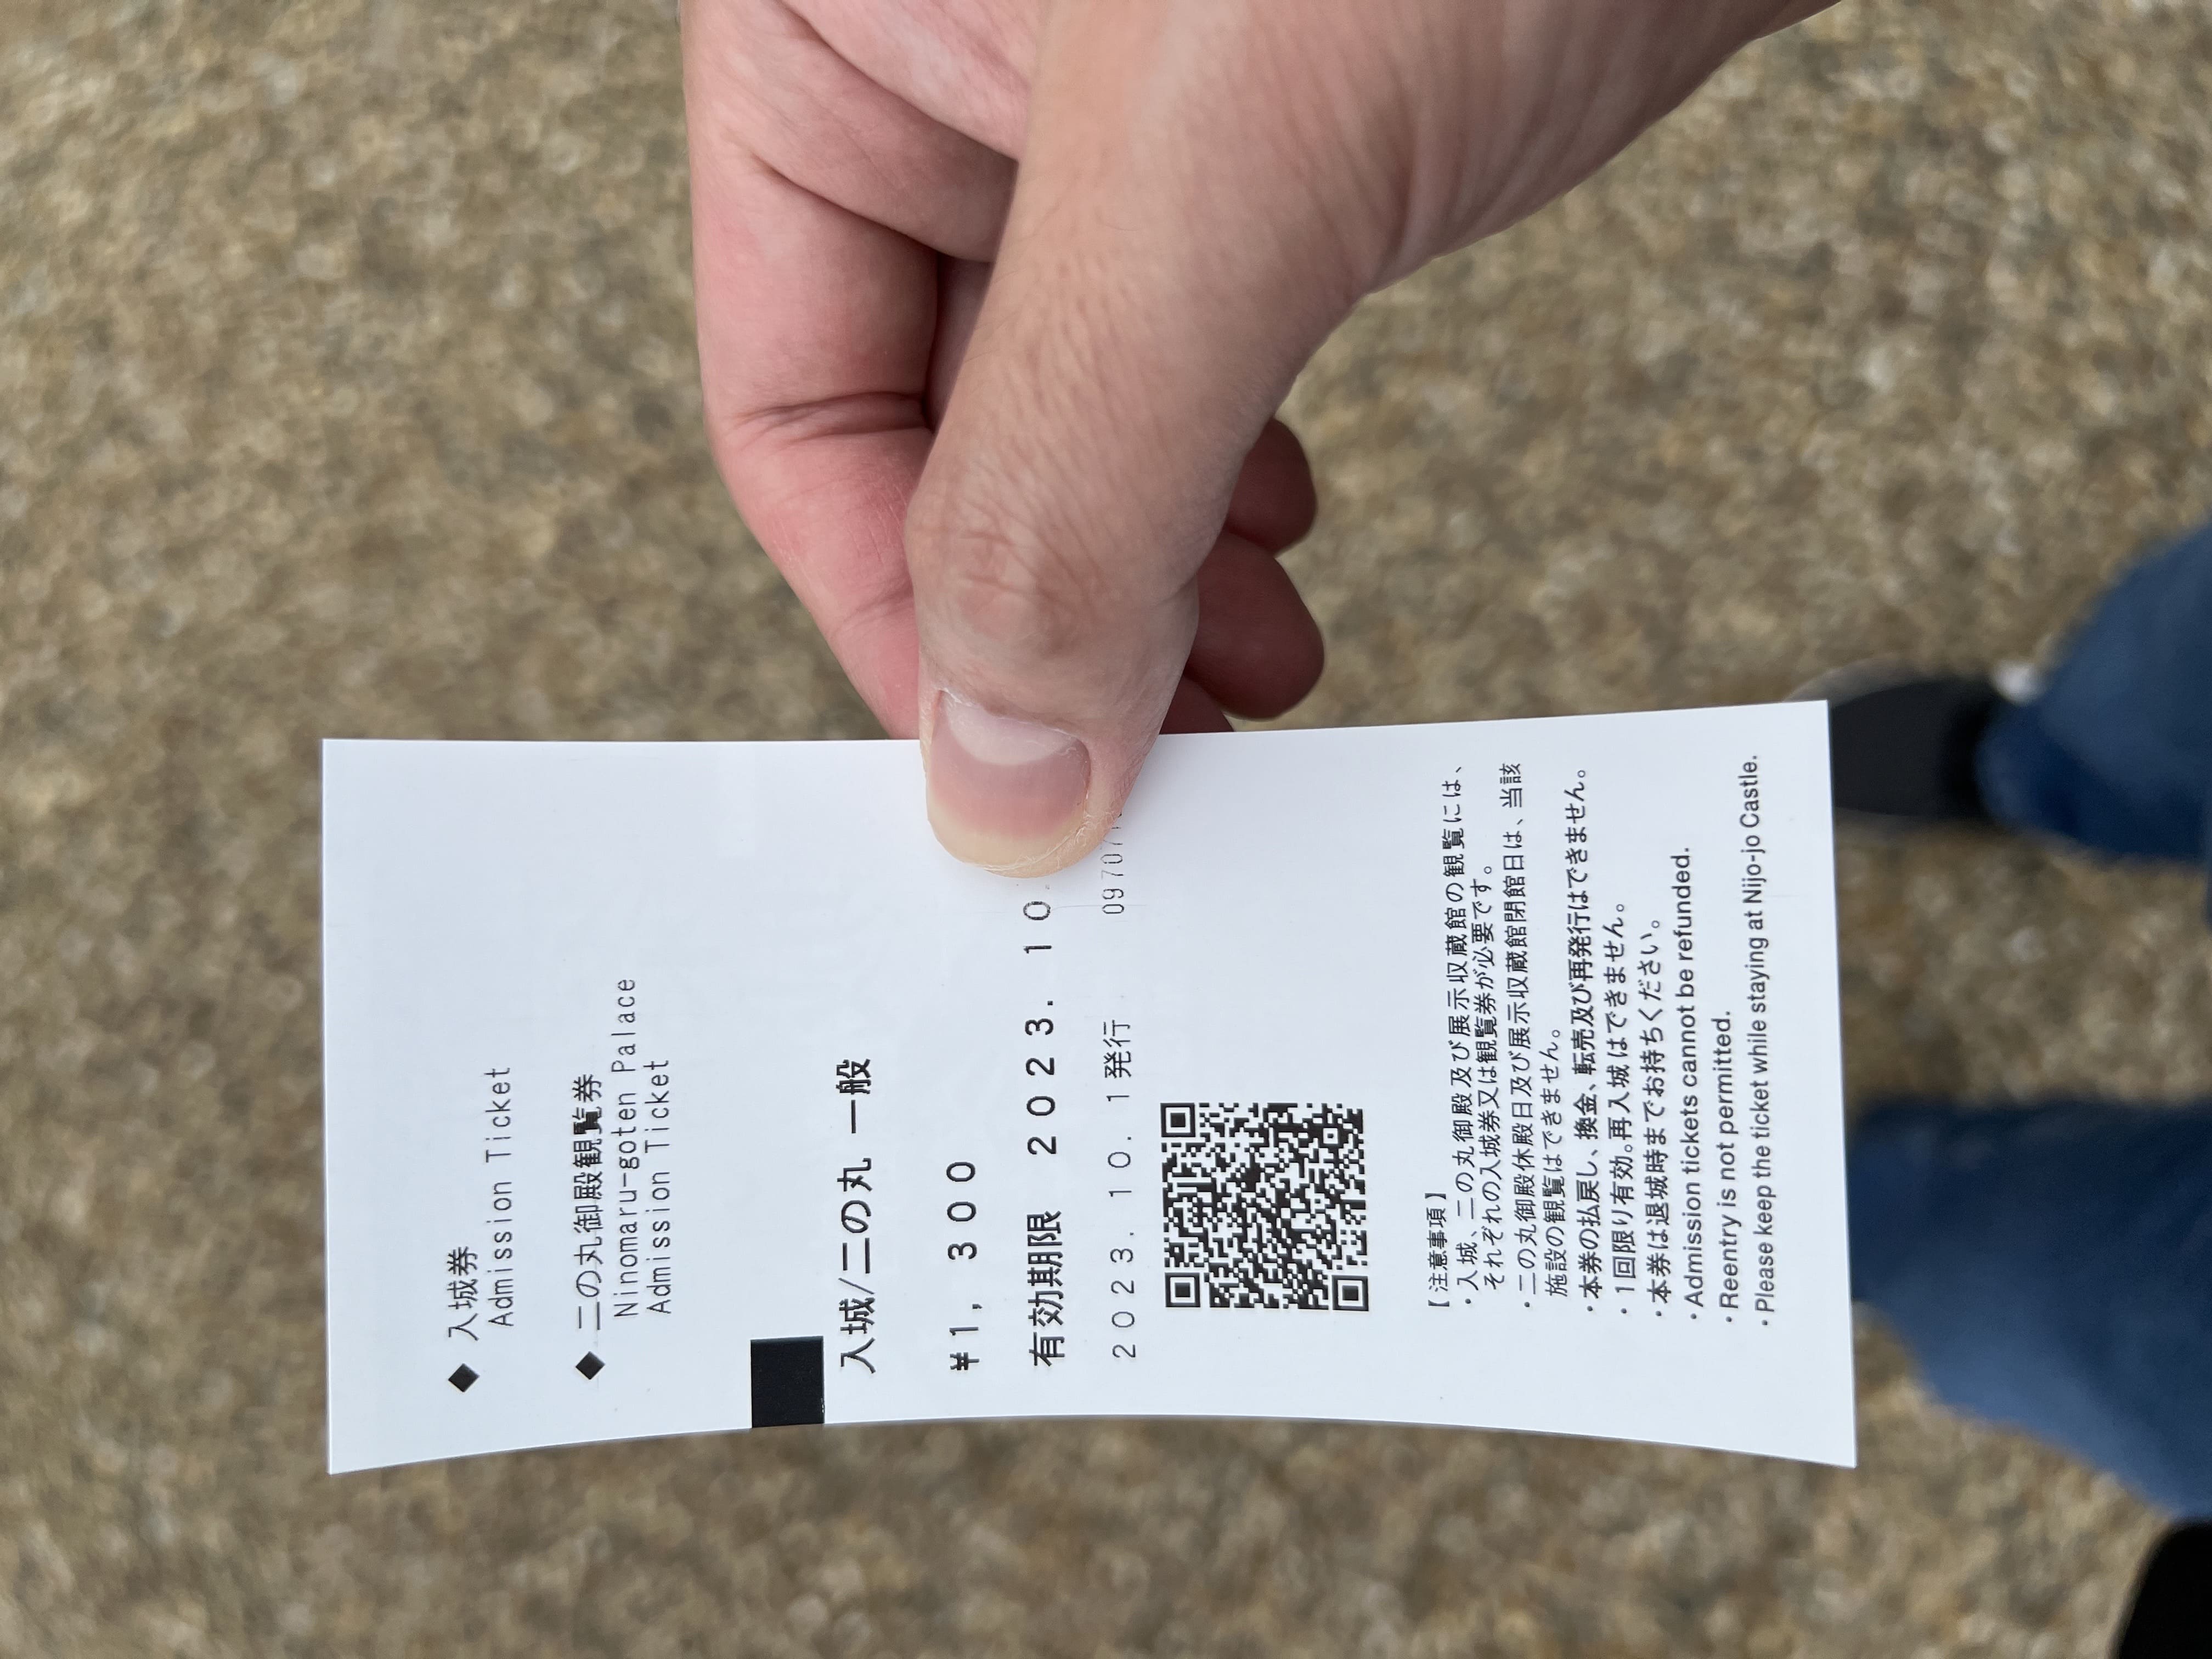 ◆ 入城券
Admission Ticket
◆ 二の丸御殿観覧券
Ninomaru-goten Palace
Admission Ticket
入城/二の丸 一般
¥1, 300
有効期限 2023. 10.
2023. 10. 1発行
【注意事項】
・入城、二の丸御殿及び展示収蔵館の観覧には、
それぞれの入城券又は観覧券が必要です。
・二の丸御殿休殿日及び展示収蔵館閉館日は、当該
施設の観覧はできません。
・本券の払戻し、換金、転売及び再発行はできません。
・1回限り有効。再入城はできません。
・本券は退城時までお持ちください。
・Admission tickets cannot be refunded.
・Reentry is not permitted.
・Please keep the ticket while staying at Nijo-jo Castle.